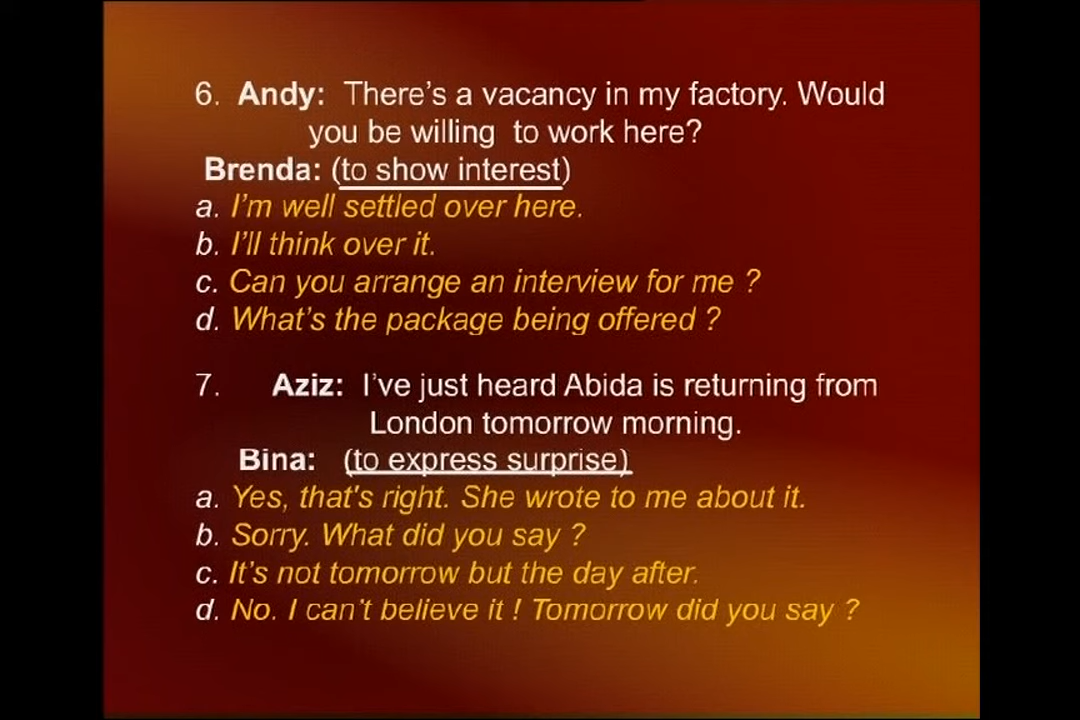 6. Andy: There's a vacancy in my factory. Would
you be willing to work here?
Brenda: (to show interest)
a. I'm well settled over here.
b. I'll think over it.
c. Can you arrange an interview for me ?
d. What's the package being offered ?
7. Aziz: I've just heard Abida is returning from
London tomorrow morning.
Bina: (to express surprise)
a. Yes, that's right. She wrote to me about it.
b. Sorry. What did you say ?
c. It's not tomorrow but the day after.
d. No. I can't believe it ! Tomorrow did you say ?